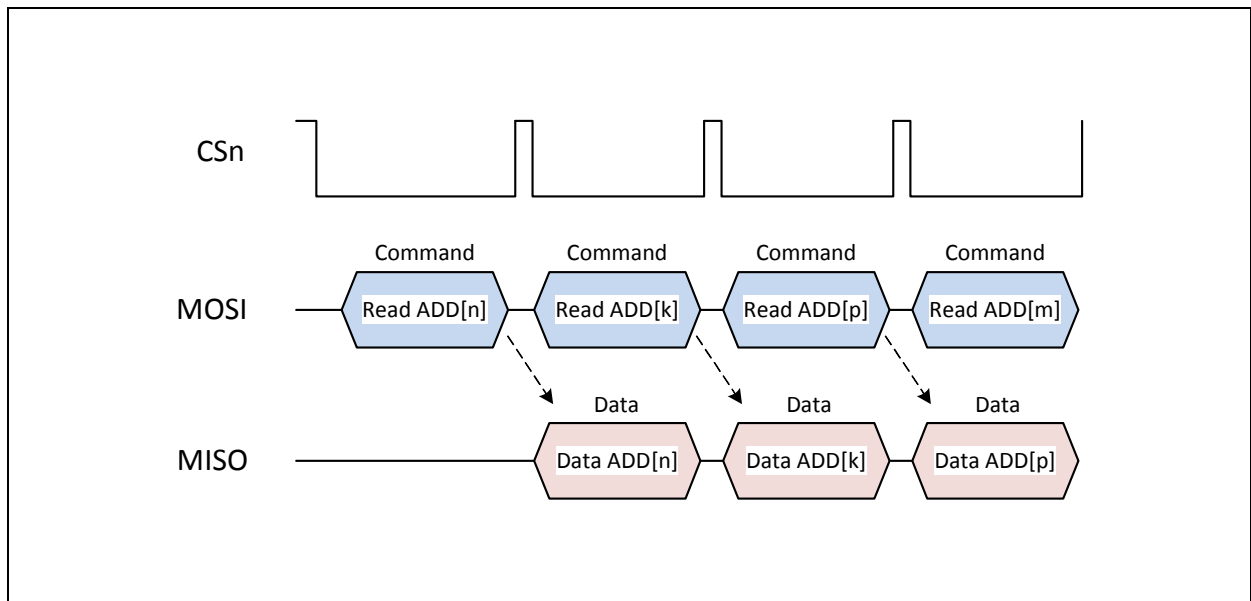 CSn
Command Command Command Command
MOSI Read ADD[n] Read ADD[k] Read ADD[p] Read ADD[m]
Data Data Data
MISO Data ADD[n] Data ADD[k] Data ADD[p]